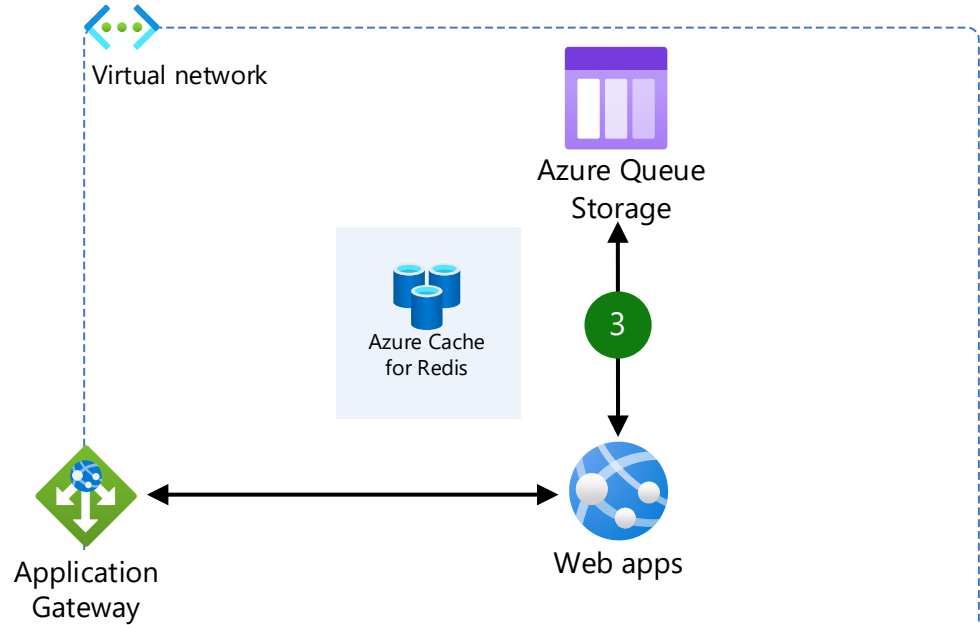 Virtual network
Azure Queue
Storage
3
Azure Cache
for Redis
Web apps
Application
Gateway